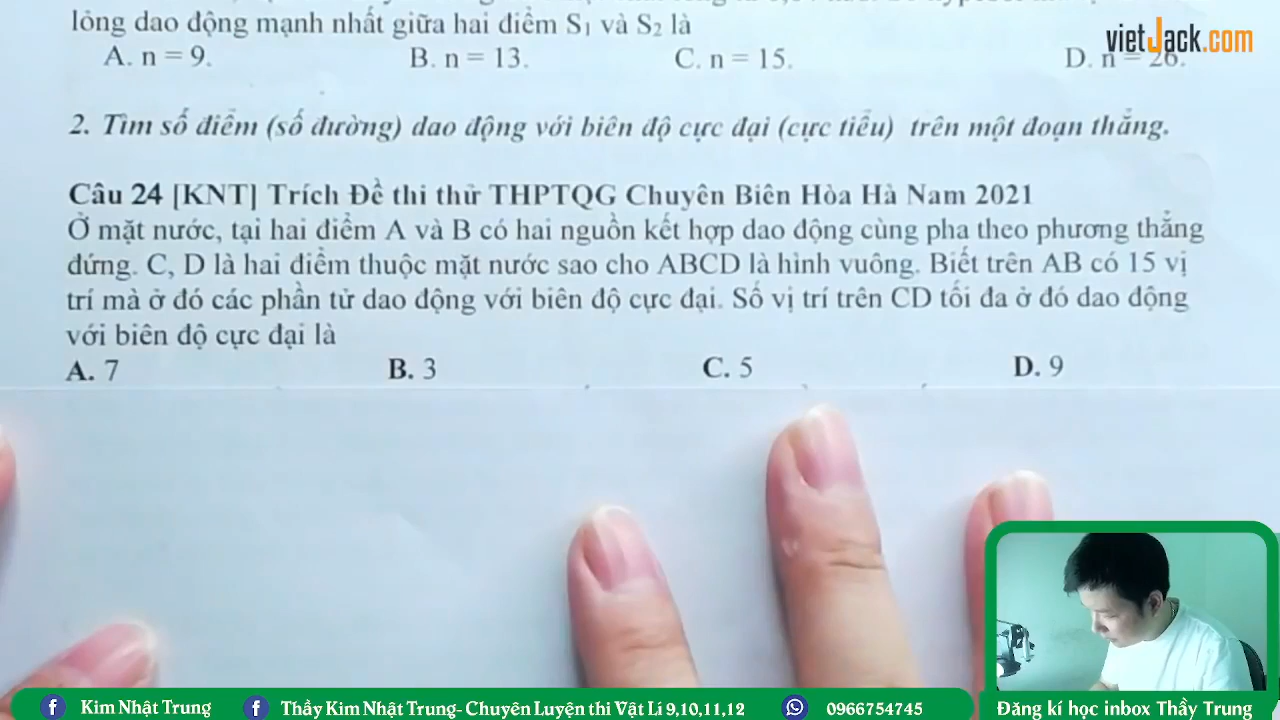 lỏng dao động mạnh nhất giữa hai điểm S1 và S2 là
vietJack.com
A. n = 9. B. n = 13. C. n = 15. D. n = 26.
2. Tìm số điểm (số đường) dao động với biên độ cực đại (cực tiểu) trên một đoạn thẳng.
Câu 24 [KNT] Trích Đề thi thử THPTQG Chuyên Biên Hòa Hà Nam 2021
Ở mặt nước, tại hai điểm A và B có hai nguồn kết hợp dao động cùng pha theo phương thẳng
đứng. C, D là hai điểm thuộc mặt nước sao cho ABCD là hình vuông. Biết trên AB có 15 vị
trí mà ở đó các phần tử dao động với biên độ cực đại. Số vị trí trên CD tối đa ở đó dao động
với biên độ cực đại là
A. 7 B. 3 C. 5 D. 9
Kim Nhật Trung Thầy Kim Nhật Trung- Chuyên Luyện thi Vật Lí 9,10,11,12 0966754745 Đăng kí học inbox Thầy Trung